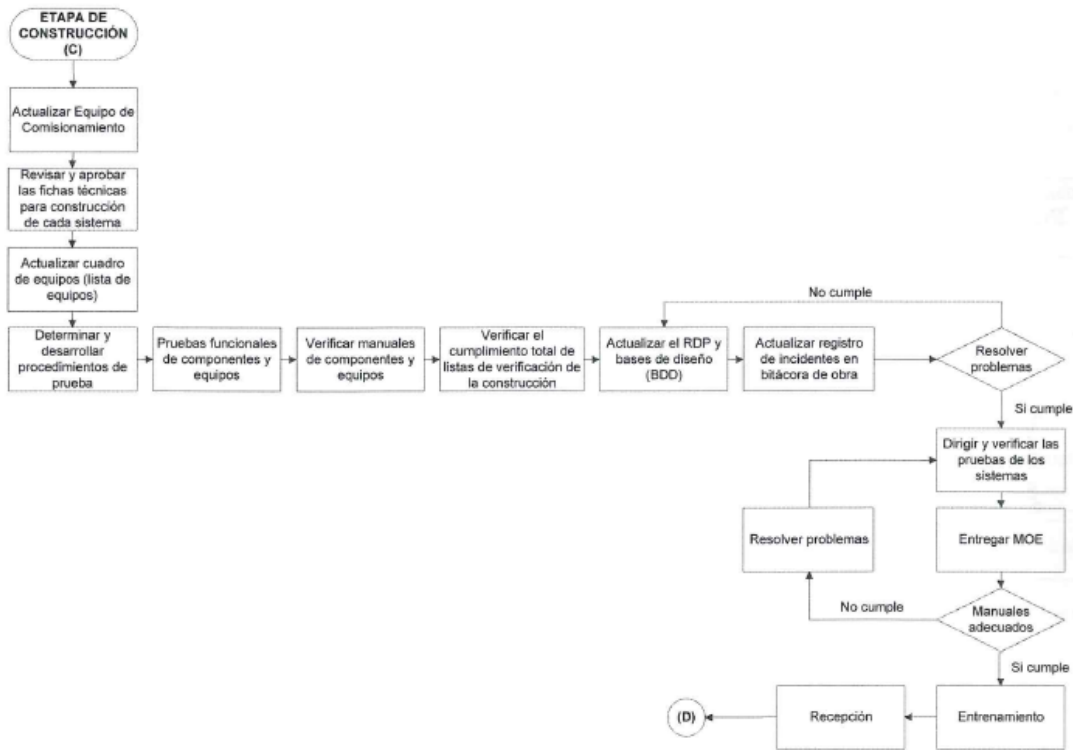 ETAPA DE
CONSTRUCCIÓN
(C)
Actualizar Equipo de
Comisionamiento
Revisar y aprobar
las fichas técnicas
para construcción
de cada sistema
Actualizar cuadro
de equipos (lista de
equipos)
Determinar y
desarrollar
procedimientos de
prueba
Pruebas funcionales
de componentes y
equipos
Verificar manuales
de componentes y
equipos
Verificar el
cumplimiento total de
listas de verificación de
la construcción
Actualizar el RDP y
bases de diseño
(BDD)
Actualizar registro
de incidentes en
bitácora de obra
No cumple
Resolver
problemas
Si cumple
Dirigir y verificar las
pruebas de los
sistemas
Resolver problemas
Entregar MOE
No cumple
Manuales
adecuados
Si cumple
(D)
Recepción
Entrenamiento